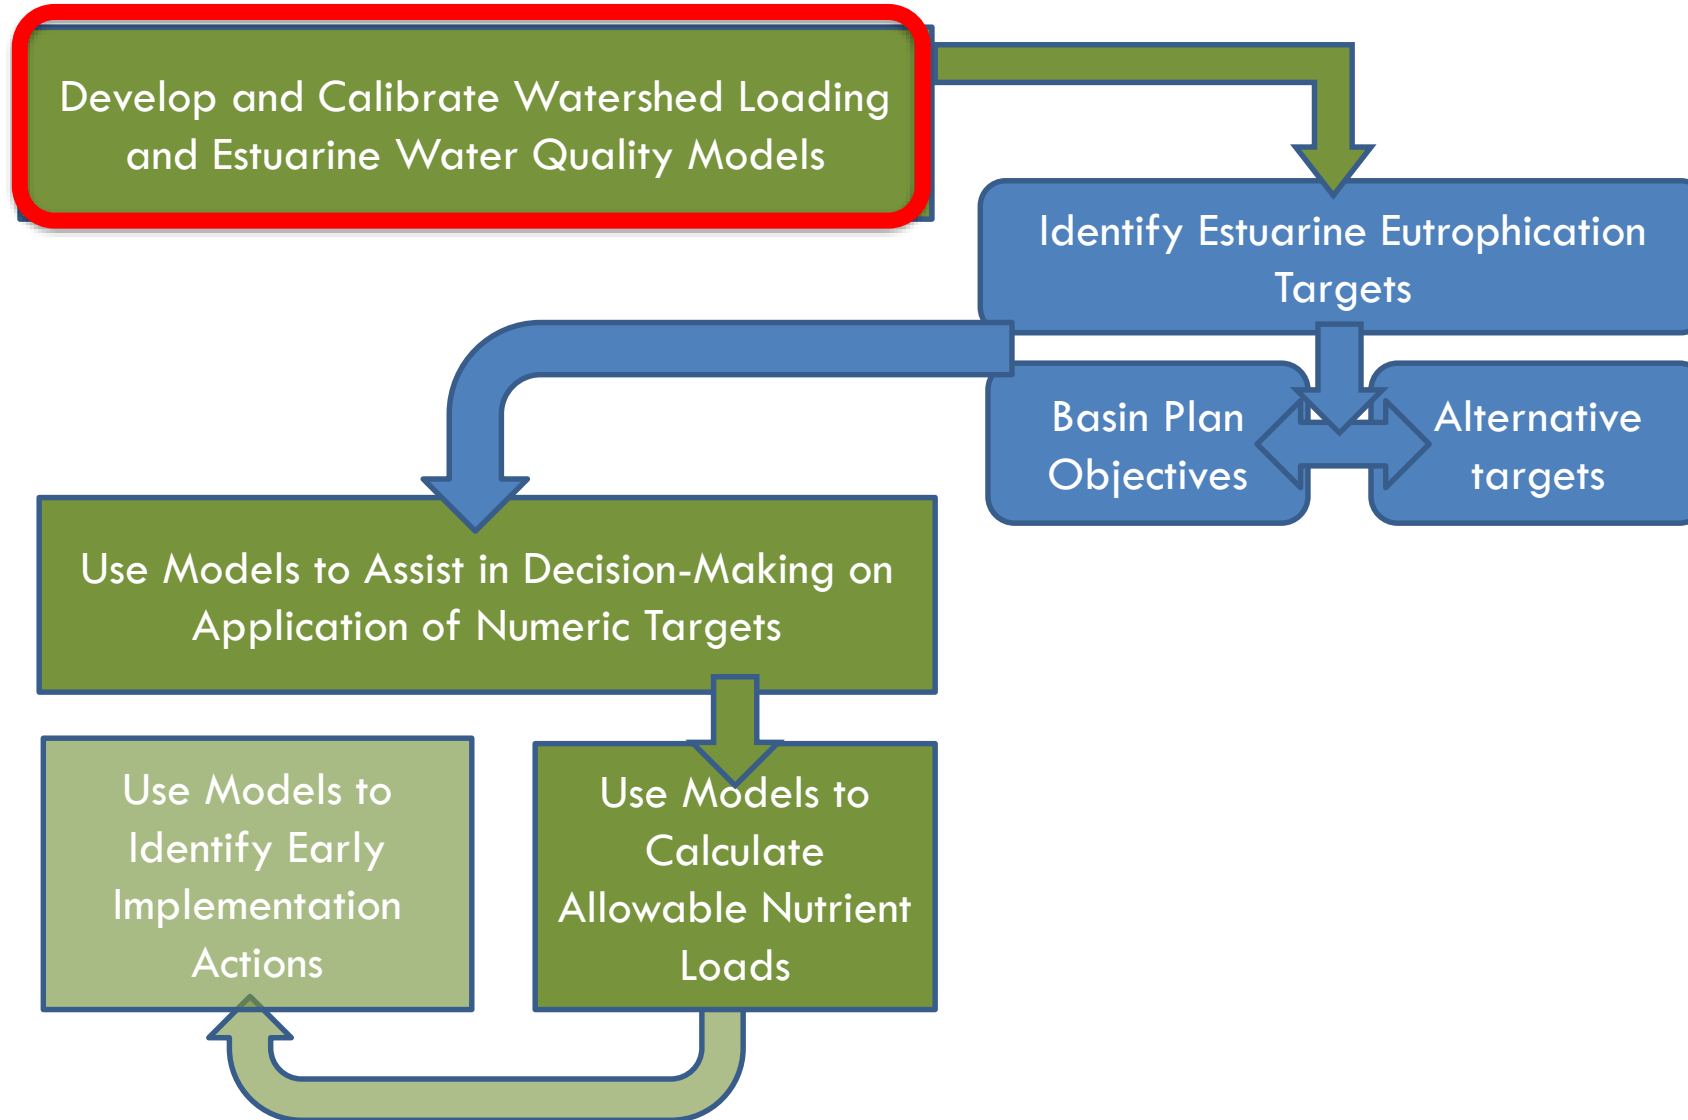 Develop and Calibrate Watershed Loading
and Estuarine Water Quality Models
Identify Estuarine Eutrophication
Targets
Basin Plan
Objectives
Alternative
targets
Use Models to Assist in Decision-Making on
Application of Numeric Targets
Use Models to
Identify Early
Implementation
Actions
Use Models to
Calculate
Allowable Nutrient
Loads